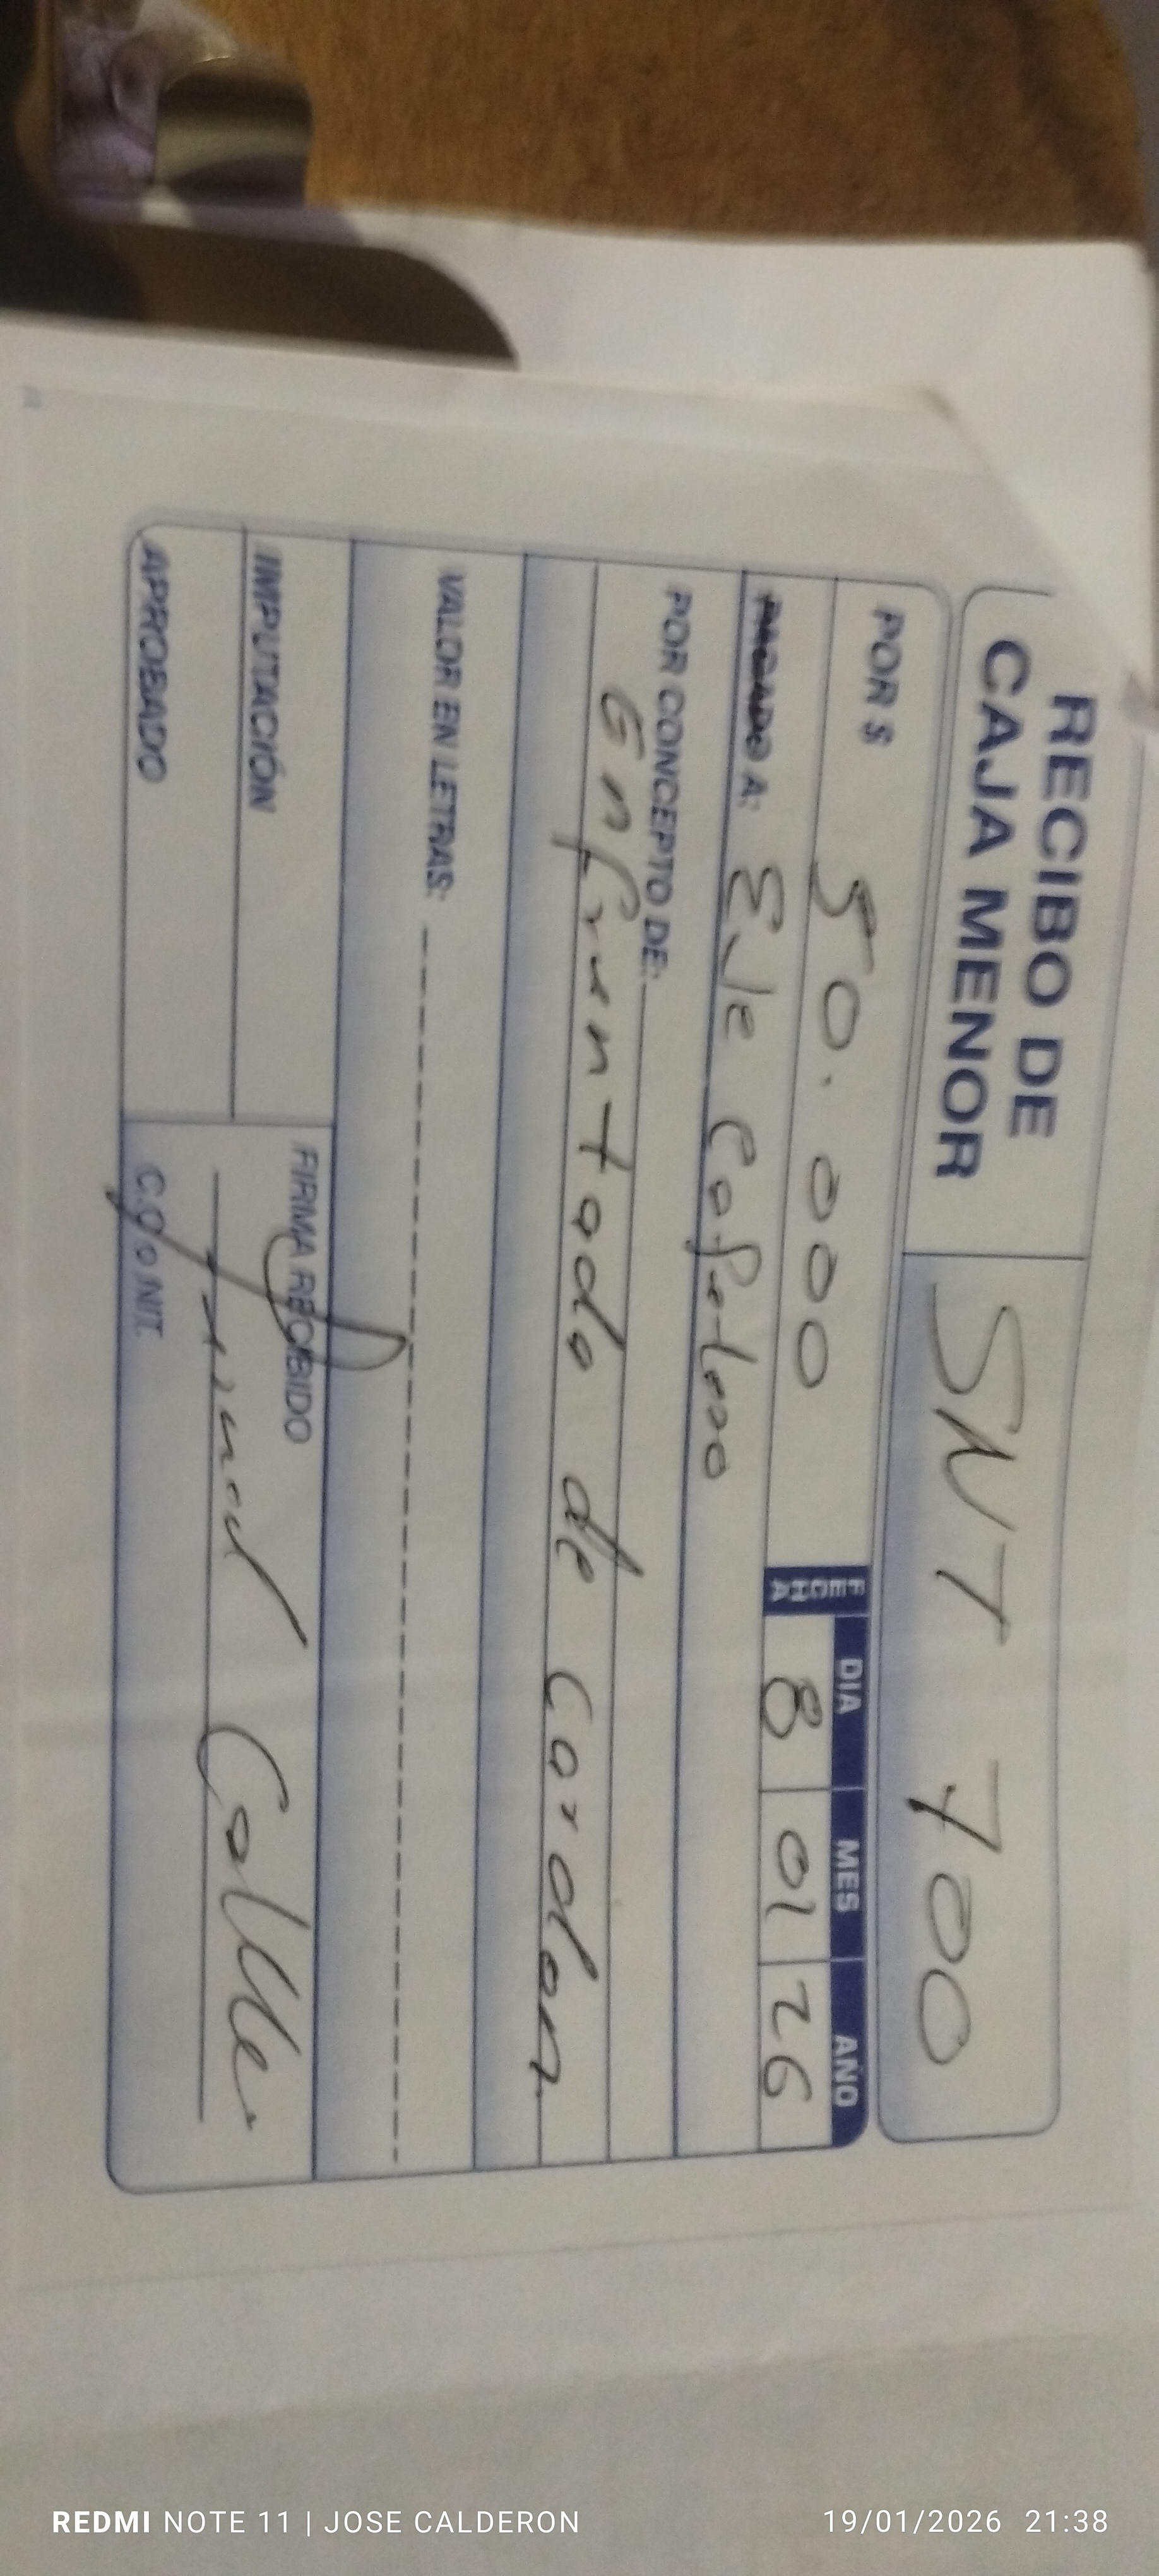 RECIBO DE
CAJA MENOR
SNT 700
POR $ 50.000
FECHA
DIA MES AÑO
8 01 26
PAGADO A: EJe Cafetero
POR CONCEPTO DE:
Enfrentado de Cardan
VALOR EN LETRAS:
IMPUTACIÓN
APROBADO
FIRMA RECIBIDO
Calle
C.C. o NIT.
REDMI NOTE 11 | JOSE CALDERON
19/01/2026 21:38